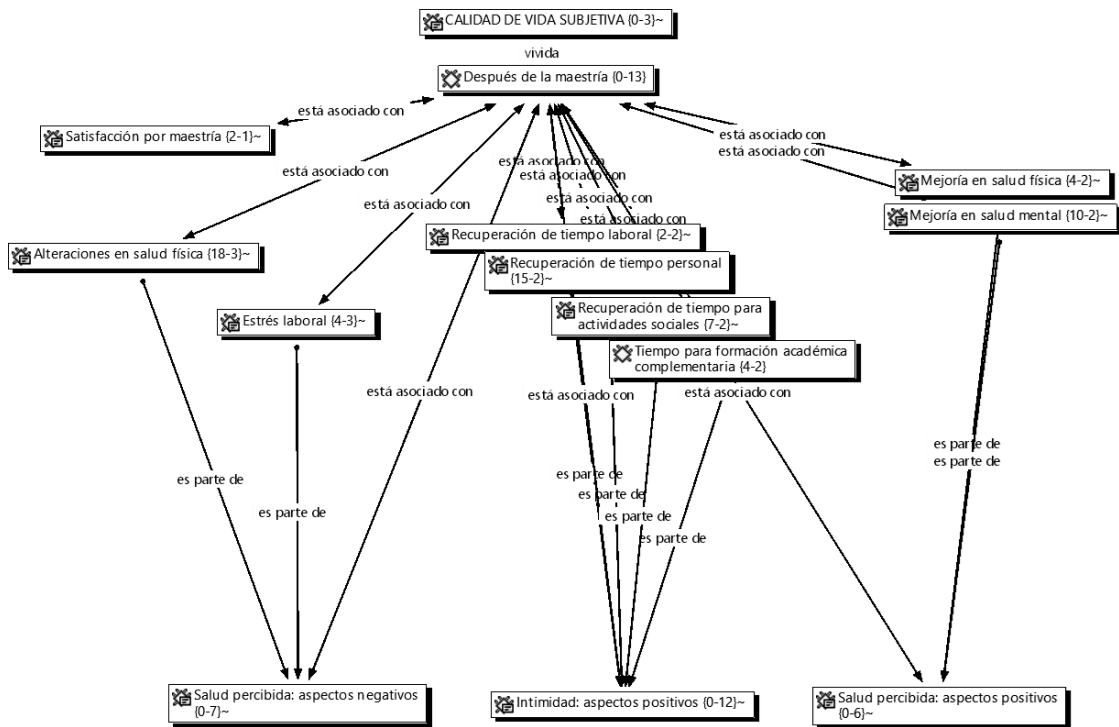 CALIDAD DE VIDA SUBJETIVA {0-3}~
vivida
Después de la maestría {0-13}
está asociado con
Satisfacción por maestría {2-1}~
está asociado con
está asociado con
está asociado con
está asociado con
está asociado con
está asociado con
está asociado con
está asociado con
Mejoría en salud física {4-2}~
Mejoría en salud mental {10-2}~
Recuperación de tiempo laboral {2-2}~
Alteraciones en salud física {18-3}~
Recuperación de tiempo personal
{15-2}~
Estrés laboral {4-3}~
Recuperación de tiempo para
actividades sociales {7-2}~
Tiempo para formación académica
complementaria {4-2}
está asociado con
está asociado con
está asociado con
es parte de
es parte de
es parte de
es parte de
es parte de
es parte de
es parte de
es parte de
Salud percibida: aspectos negativos
{0-7}~
Intimidad: aspectos positivos {0-12}~
Salud percibida: aspectos positivos
{0-6}~